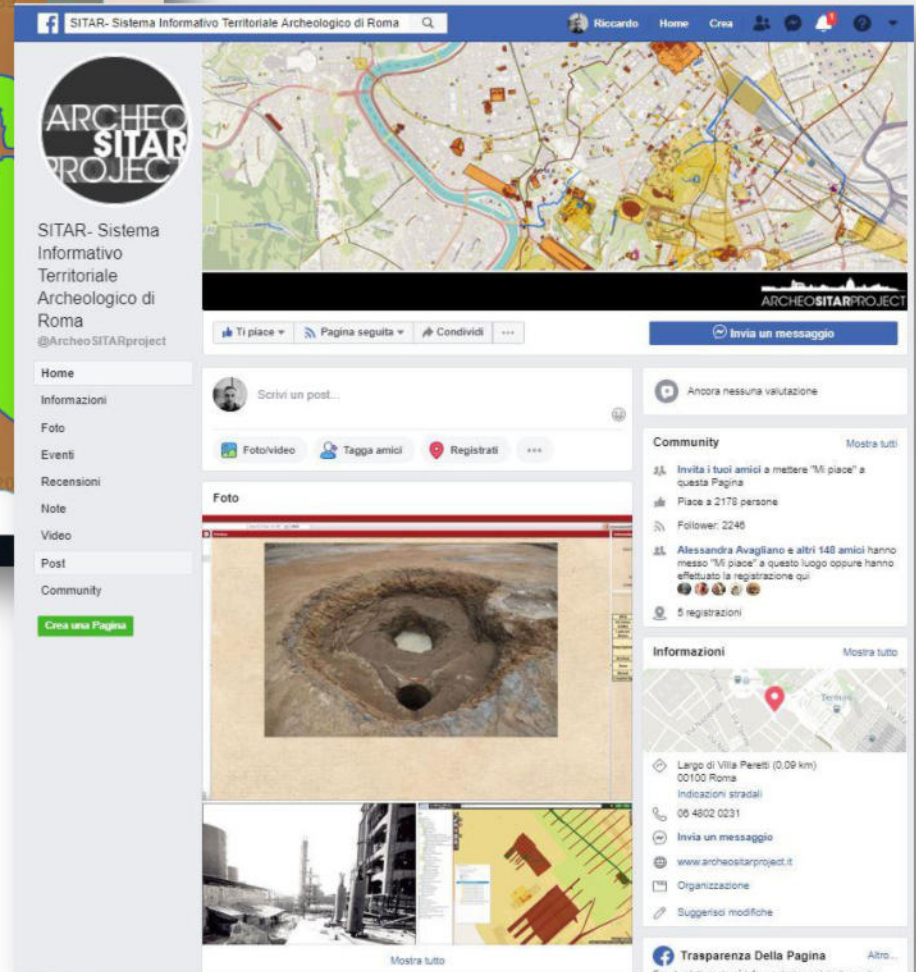 SITAR- Sistema Informativo Territoriale Archeologico di Roma
Riccardo Home Crea
1
ARCHEO
SITAR
PROJEC
SITAR- Sistema
Informativo
Territoriale
Archeologico di
Roma
@ArcheoSITARproject
Home
Informazioni
Foto
Eventi
Recensioni
Note
Video
Post
Community
Crea una Pagina
ARCHEOSITARPROJECT
Ti piace
Pagina seguita
Condividi
Invia un messaggio
Scrivi un post...
Foto/video
Tagga amici
Registrati
Foto
Mostra tutto
Ancora nessuna valutazione
Community
Mostra tutti
Invita i tuoi amici a mettere "Mi piace" a
questa Pagina
Piace a 2178 persone
Follower: 2246
Alessandra Avagliano e altri 148 amici hanno
messo "Mi piace" a questo luogo oppure hanno
effettuato la registrazione qui
5 registrazioni
Informazioni
Mostra tutto
Termini
Via Nazionale
Largo di Villa Peretti (0,09 km)
00100 Roma
Indicazioni stradali
06 4802 0231
Invia un messaggio
www.archeositarproject.it
Organizzazione
Suggerisci modifiche
Trasparenza Della Pagina
Altro...